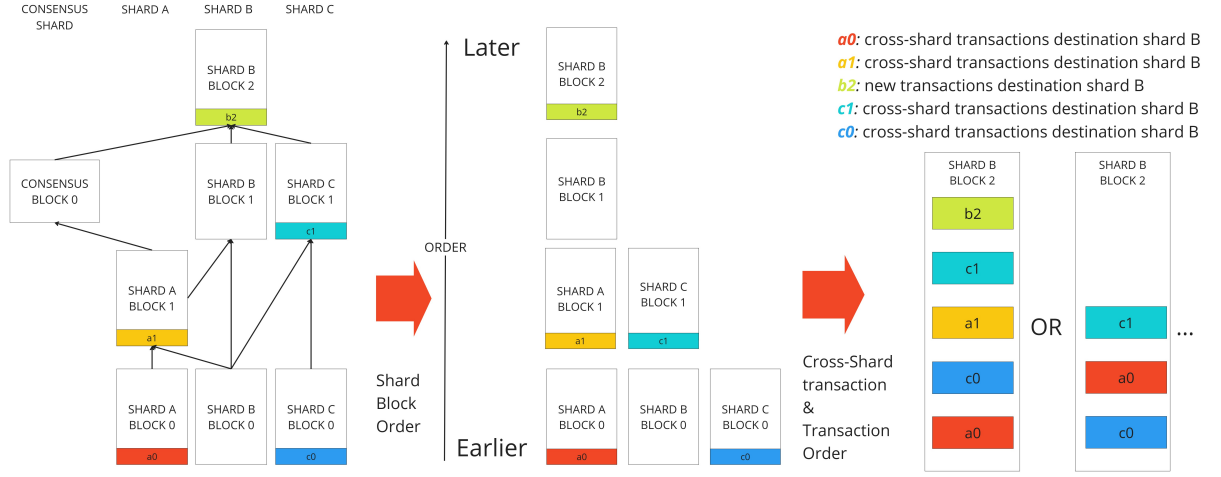 CONSENSUS
SHARD
SHARD A
SHARD B
SHARD C
SHARD B
BLOCK 2
b2
CONSENSUS
BLOCK 0
SHARD B
BLOCK 1
SHARD C
BLOCK 1
c1
SHARD A
BLOCK 1
a1
SHARD A
BLOCK 0
a0
SHARD B
BLOCK 0
SHARD C
BLOCK 0
c0
Shard
Block
Order
Later
ORDER
Earlier
SHARD B
BLOCK 2
b2
SHARD B
BLOCK 1
SHARD A
BLOCK 1
a1
SHARD C
BLOCK 1
c1
SHARD A
BLOCK 0
a0
SHARD B
BLOCK 0
SHARD C
BLOCK 0
c0
Cross-Shard
transaction
&
Transaction
Order
a0: cross-shard transactions destination shard B
a1: cross-shard transactions destination shard B
b2: new transactions destination shard B
c1: cross-shard transactions destination shard B
c0: cross-shard transactions destination shard B
SHARD B
BLOCK 2
b2
c1
a1
c0
a0
OR
SHARD B
BLOCK 2
c1
a0
c0
...